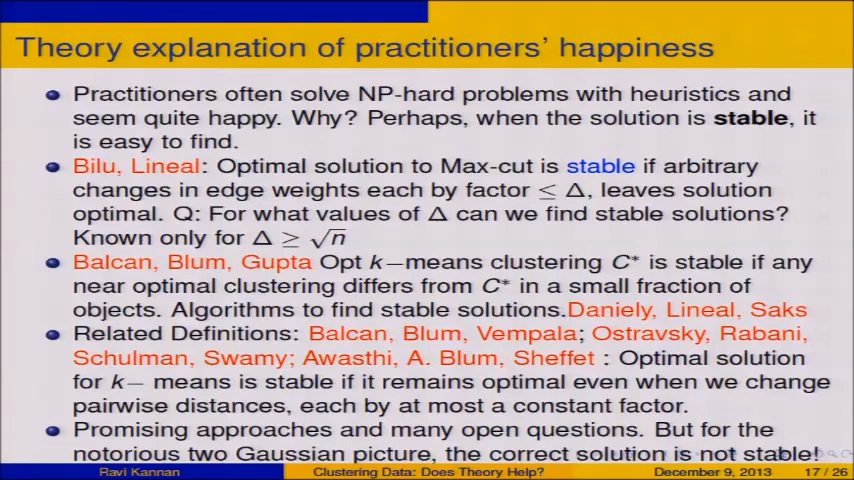 Theory explanation of practitioners' happiness
Practitioners often solve NP-hard problems with heuristics and
seem quite happy. Why? Perhaps, when the solution is stable, it
is easy to find.
Bilu, Lineal: Optimal solution to Max-cut is stable if arbitrary
changes in edge weights each by factor ≤ Δ, leaves solution
optimal. Q: For what values of Δ can we find stable solutions?
Known only for Δ ≥ √n
Balcan, Blum, Gupta Opt k−means clustering C* is stable if any
near optimal clustering differs from C* in a small fraction of
objects. Algorithms to find stable solutions.Daniely, Lineal, Saks
Related Definitions: Balcan, Blum, Vempala; Ostravsky, Rabani,
Schulman, Swamy; Awasthi, A. Blum, Sheffet : Optimal solution
for k− means is stable if it remains optimal even when we change
pairwise distances, each by at most a constant factor.
Promising approaches and many open questions. But for the
notorious two Gaussian picture, the correct solution is not stable!
Ravi Kannan Clustering Data: Does Theory Help? December 9, 2013 17 / 26